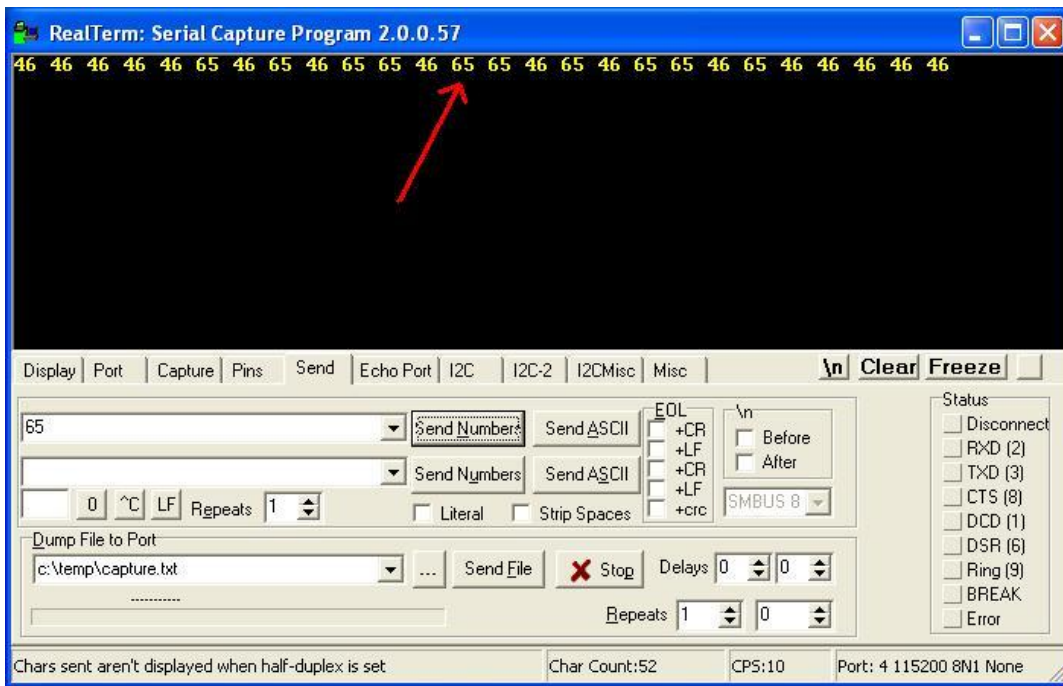 RealTerm: Serial Capture Program 2.0.0.57
46 46 46 46 46 65 46 65 46 65 65 46 65 65 46 65 46 65 65 46 65 46 46 46 46 46
Display Port Capture Pins Send Echo Port I2C I2C-2 I2CMisc Misc \n Clear Freeze
65 Send Numbers Send ASCII
Send Numbers Send ASCII
0 ^C LF Repeats 1 Literal Strip Spaces
EOL
+CR
+LF
+CR
+LF
+crc
\n
Before
After
SMBUS 8
Dump File to Port
c:\temp\capture.txt ... Send File Stop Delays 0 0
-----------
Repeats 1 0
Status
Disconnect
RXD (2)
TXD (3)
CTS (8)
DCD (1)
DSR (6)
Ring (9)
BREAK
Error
Chars sent aren't displayed when half-duplex is set Char Count:52 CPS:10 Port: 4 115200 8N1 None